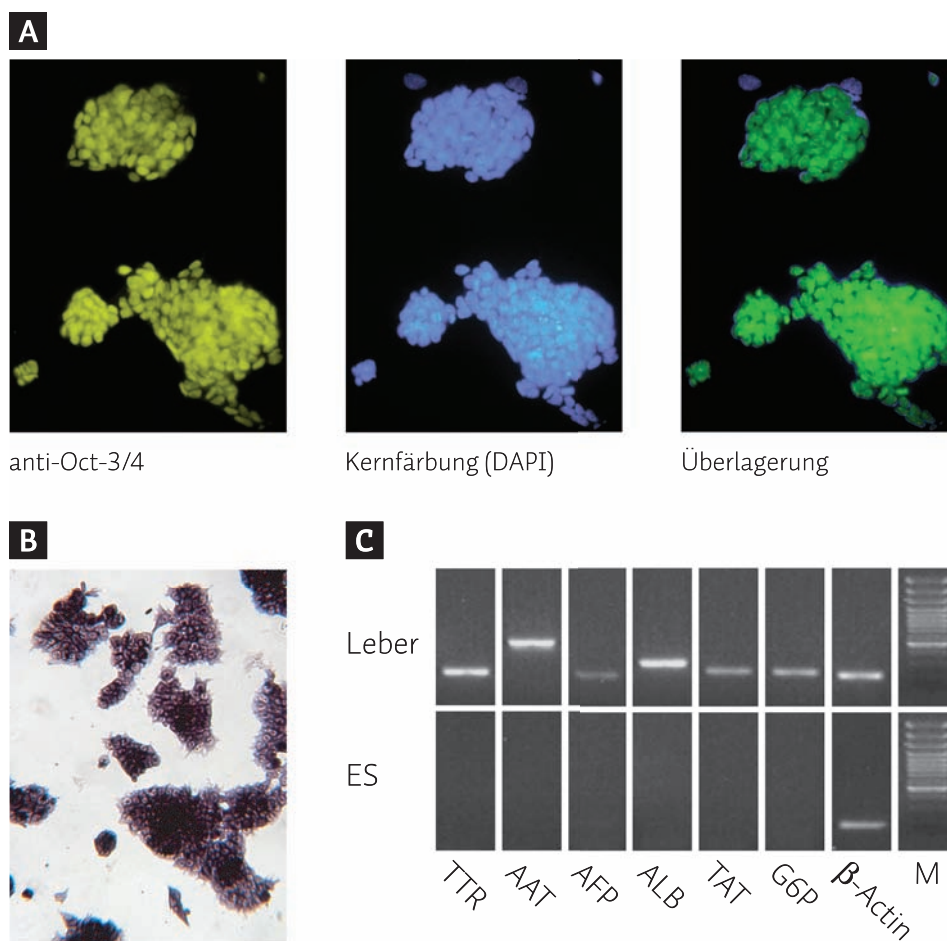 A
anti-Oct-3/4
Kernfärbung (DAPI)
Überlagerung
B
C
Leber
ES
TTR
AAT
AFP
ALB
TAT
G6p
β-Actin
M